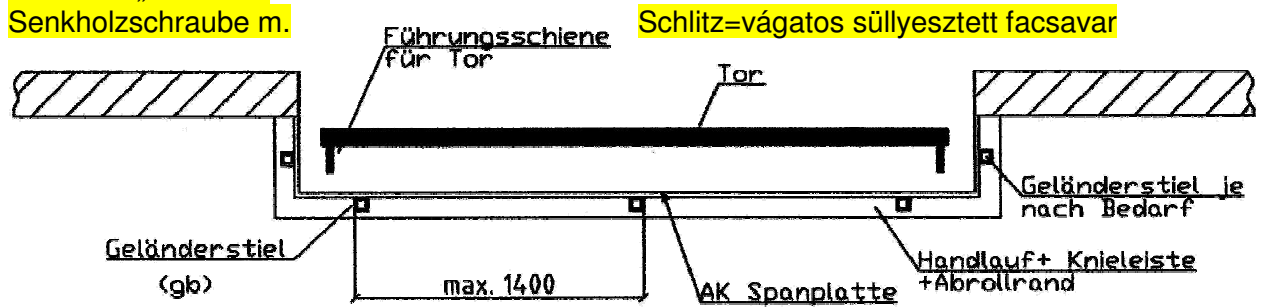 Senkholzschraube m.
Schlitz=vágatos süllyesztett facsavar
Führungsschiene
für Tor
Tor
Geländerstiel je
nach Bedarf
Geländerstiel
(gb)
max. 1400
AK Spanplatte
Handlauf+ Knieleiste
+Abrollrand